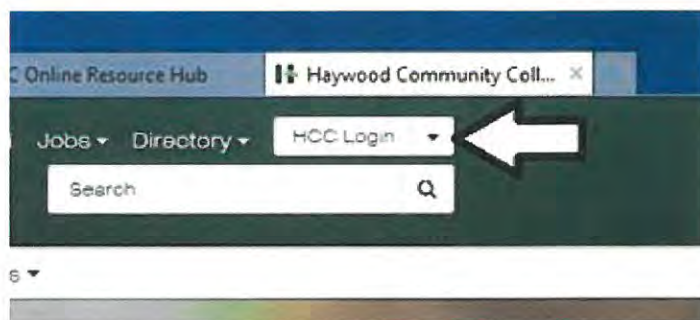 C Online Resource Hub Haywood Community Coll... ×
Jobs Directory HCC Login
Search
s